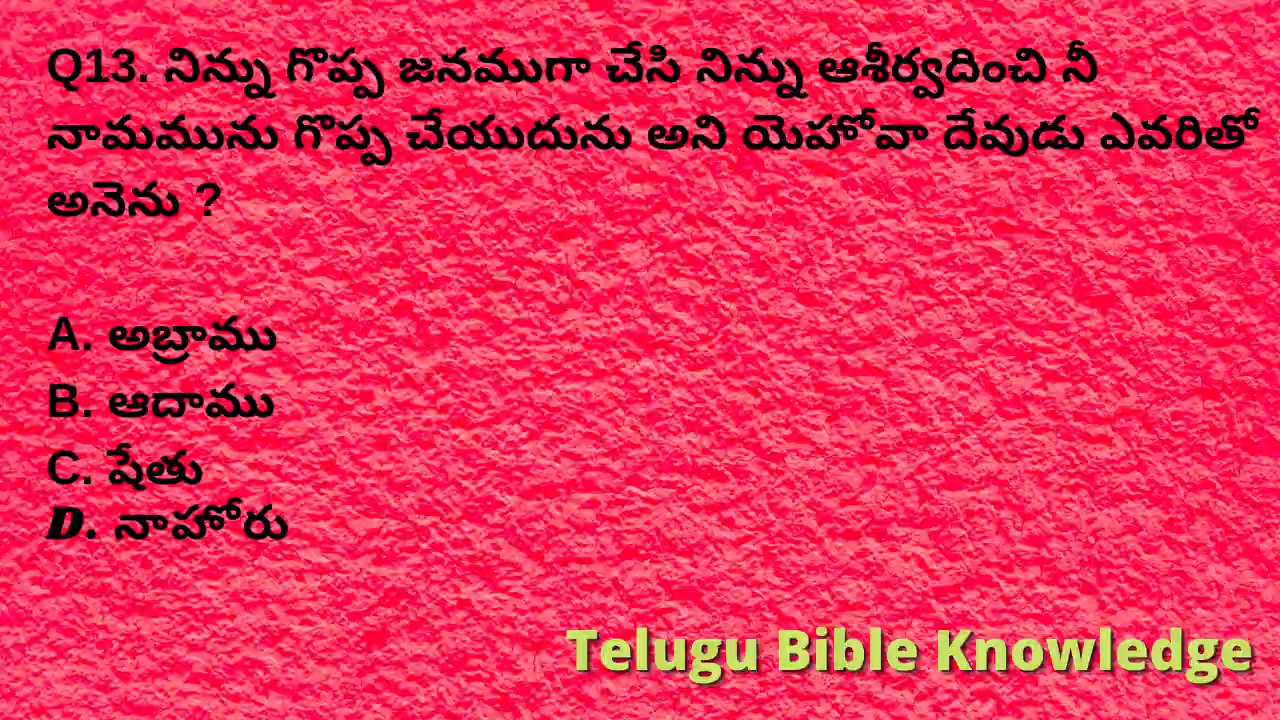 Q13. నిన్ను గొప్ప జనముగా చేసి నిన్ను ఆశీర్వదించి నీ
నామమును గొప్ప చేయుదును అని యెహోవా దేవుడు ఎవరితో
అనెను ?
A. అబ్రాము
B. ఆదాము
C. షేతు
D. నాహోరు
Telugu Bible Knowledge